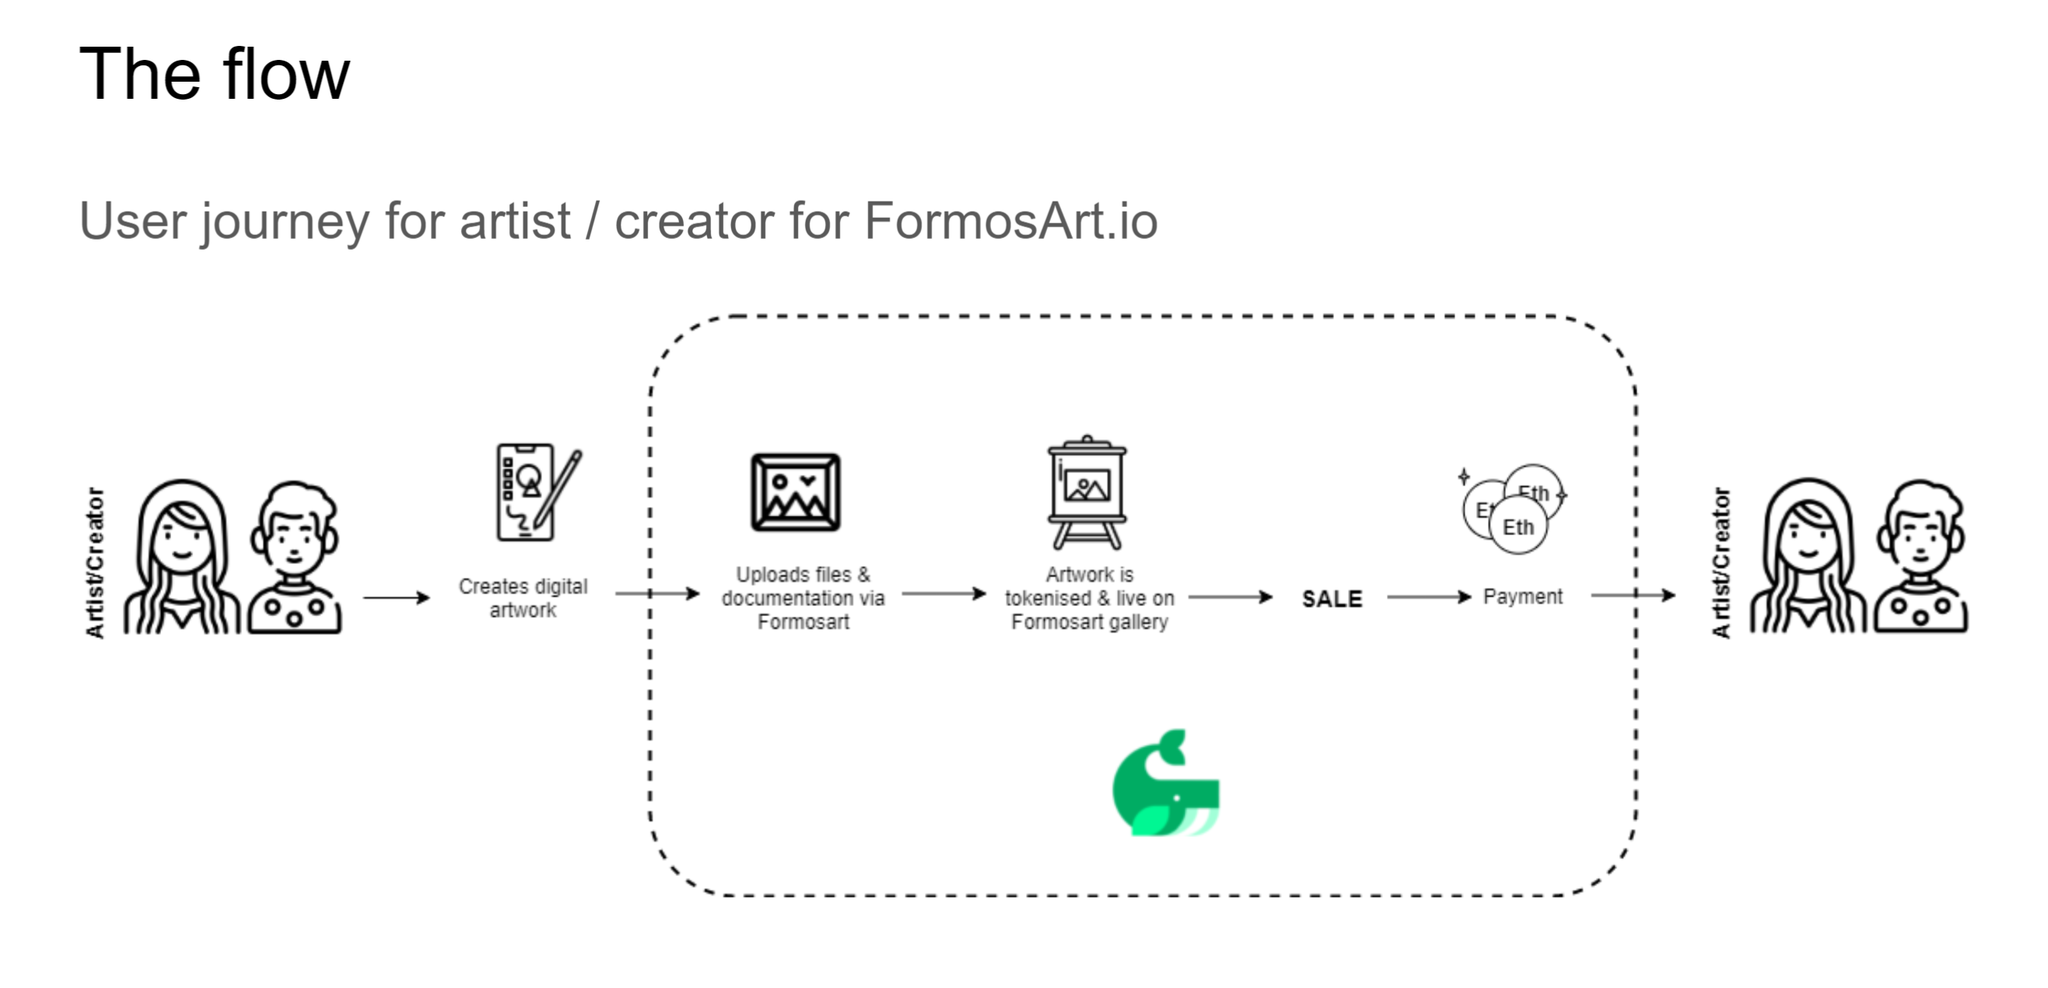 The flow
User journey for artist / creator for FormosArt.io
Artist/Creator
Creates digital
artwork
Uploads files &
documentation via
Formosart
Artwork is
tokenised & live on
Formosart gallery
SALE
Eth
Eth
Payment
Artist/Creator